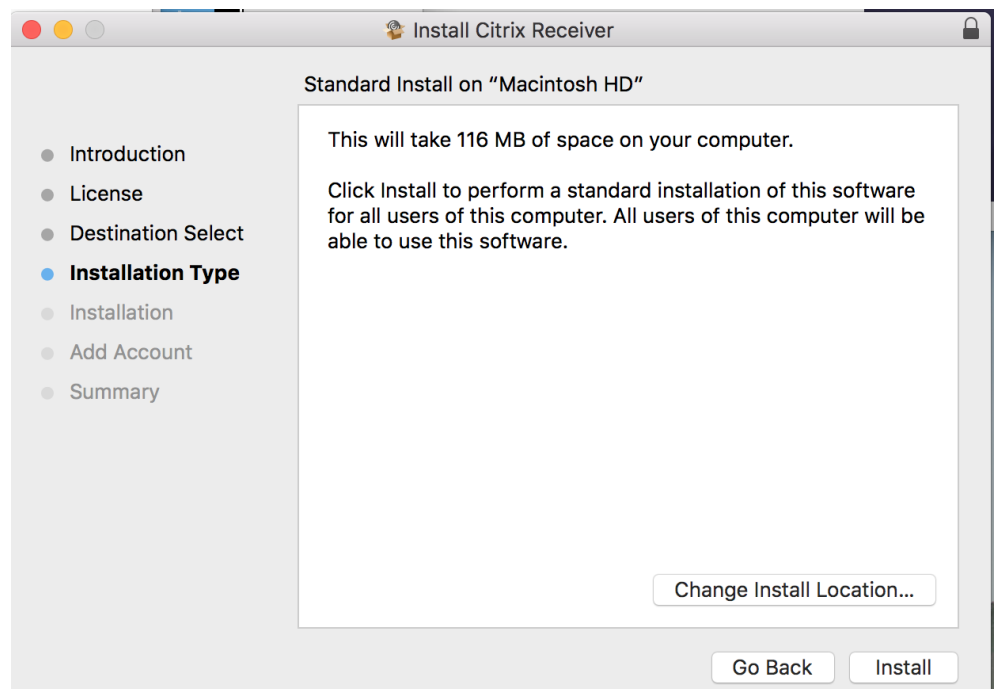 Install Citrix Receiver
Standard Install on “Macintosh HD”
Introduction
License
Destination Select
Installation Type
Installation
Add Account
Summary
This will take 116 MB of space on your computer.
Click Install to perform a standard installation of this software
for all users of this computer. All users of this computer will be
able to use this software.
Change Install Location...
Go Back
Install